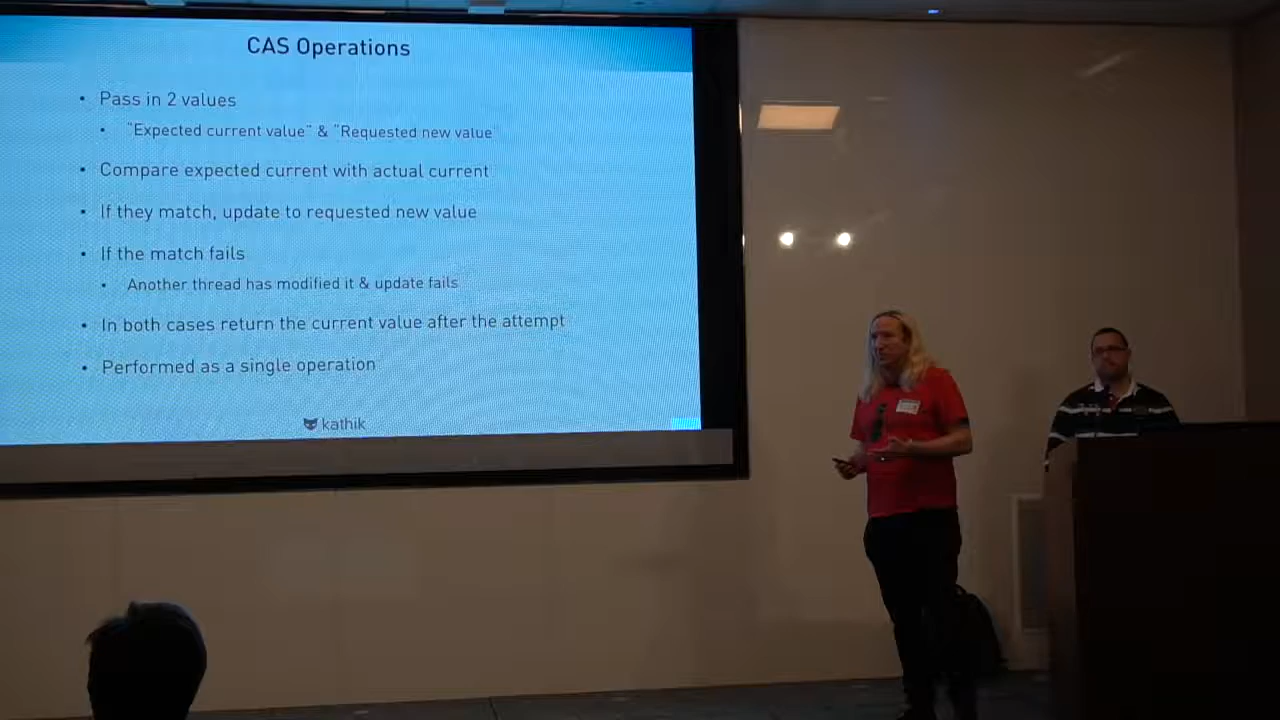 CAS Operations
• Pass in 2 values
• "Expected current value" & "Requested new value"
• Compare expected current with actual current
• If they match, update to requested new value
• If the match fails
• Another thread has modified it & update fails
• In both cases return the current value after the attempt
• Performed as a single operation
kathik